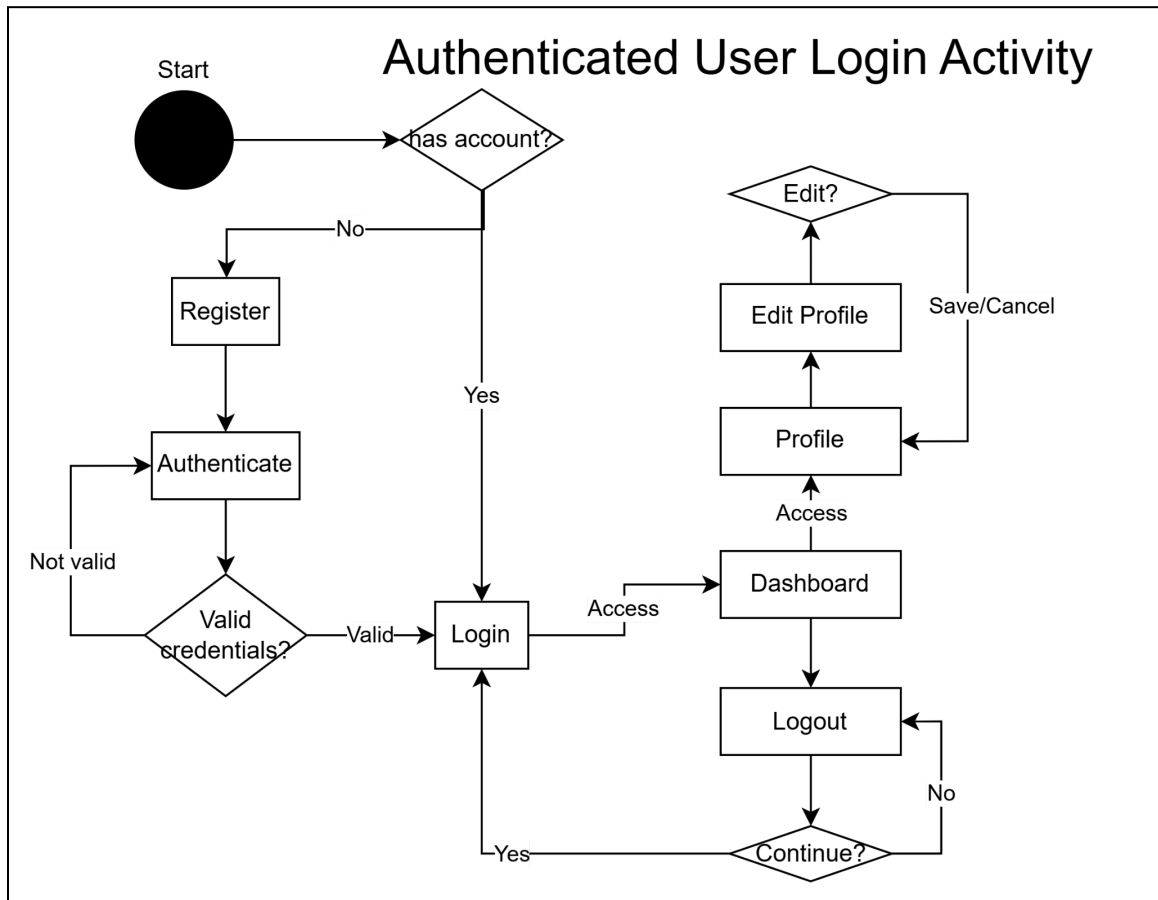 Authenticated User Login Activity
Start
has account?
No
Register
Authenticate
Not valid
Valid
credentials?
Valid
Yes
Login
Access
Edit?
Edit Profile
Save/Cancel
Profile
Access
Dashboard
Logout
No
Continue?
Yes